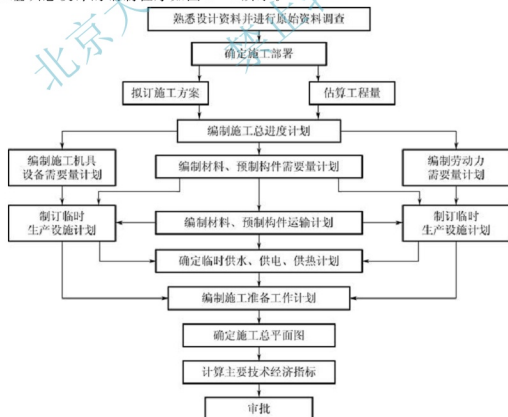 熟悉设计资料并进行原始资料调查
确定施工部署
拟订施工方案
估算工程量
编制施工总进度计划
编制施工机具
设备需要量计划
编制材料、预制构件需要量计划
编制劳动力
需要量计划
制订临时
生产设施计划
编制材料、预制构件运输计划
制订临时
生产设施计划
确定临时供水、供电、供热计划
编制施工准备工作计划
确定施工总平面图
计算主要技术经济指标
审批
北京天
禁止